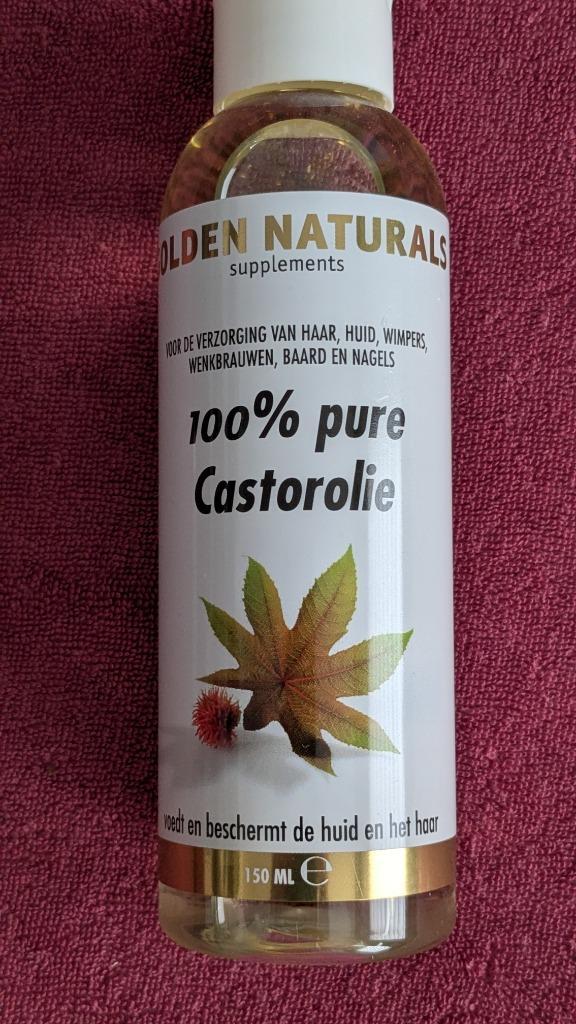 OLDEN NATURALS
supplements
VOOR DE VERZORGING VAN HAAR, HUID, WIMPERS,
WENKBRAUWEN, BAARD EN NAGELS
100% pure
Castorolie
voedt en beschermt de huid en het haar
150 ML ℮